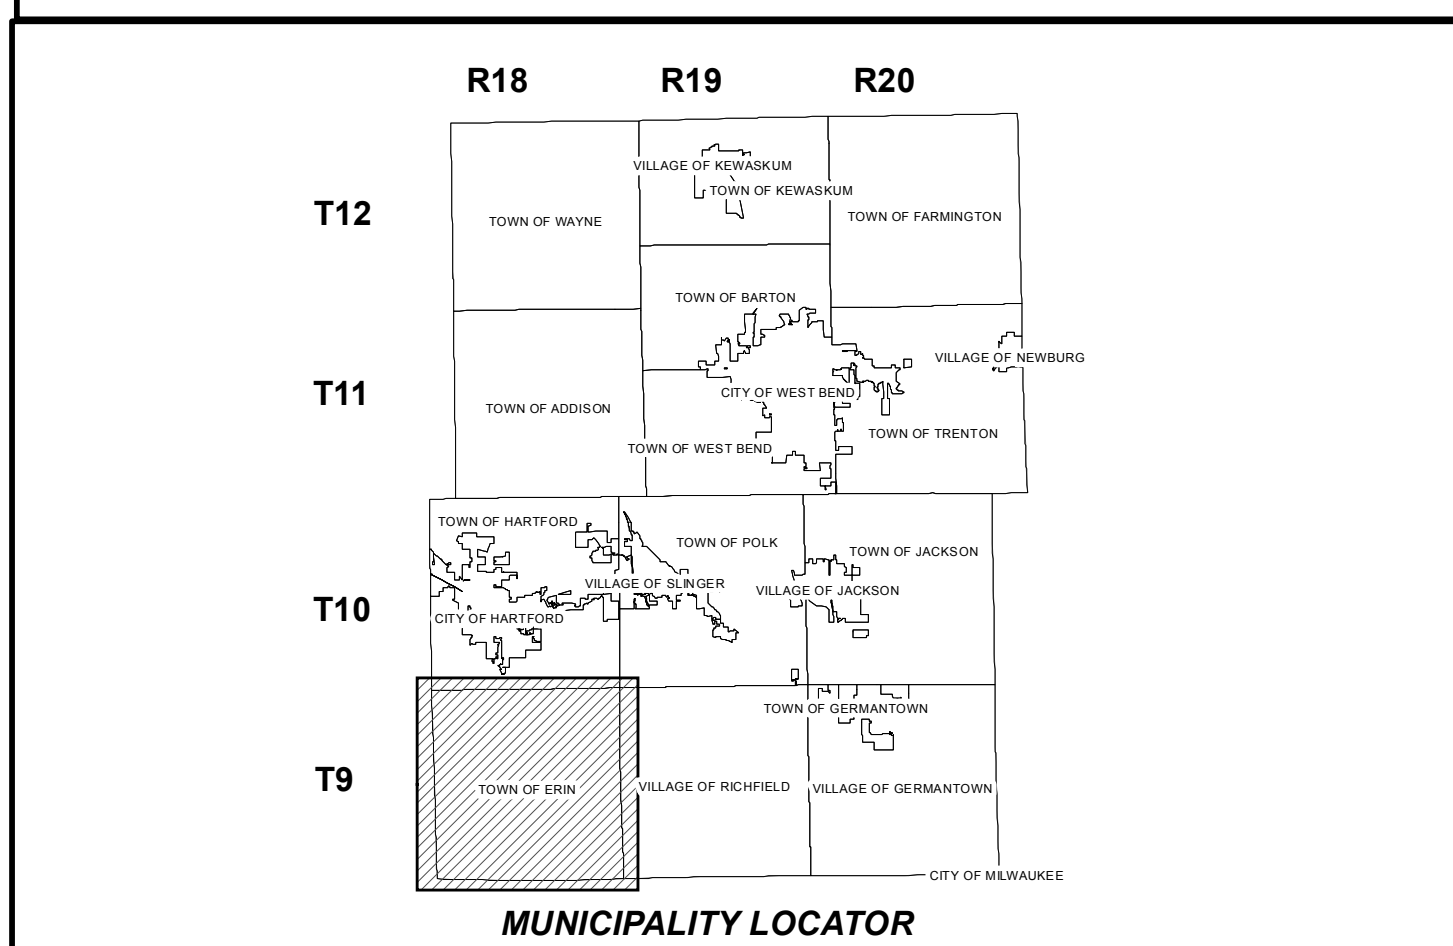 R18 R19 R20
T12
VILLAGE OF KEWASKUM
TOWN OF KEWASKUM
TOWN OF WAYNE
TOWN OF FARMINGTON
TOWN OF BARTON
VILLAGE OF NEWBURG
T11
CITY OF WEST BEND
TOWN OF ADDISON
TOWN OF TRENTON
TOWN OF WEST BEND
TOWN OF HARTFORD
TOWN OF POLK
TOWN OF JACKSON
VILLAGE OF SLINGER
VILLAGE OF JACKSON
T10
CITY OF HARTFORD
TOWN OF GERMANTOWN
T9
TOWN OF ERIN
VILLAGE OF RICHFIELD
VILLAGE OF GERMANTOWN
CITY OF MILWAUKEE
MUNICIPALITY LOCATOR